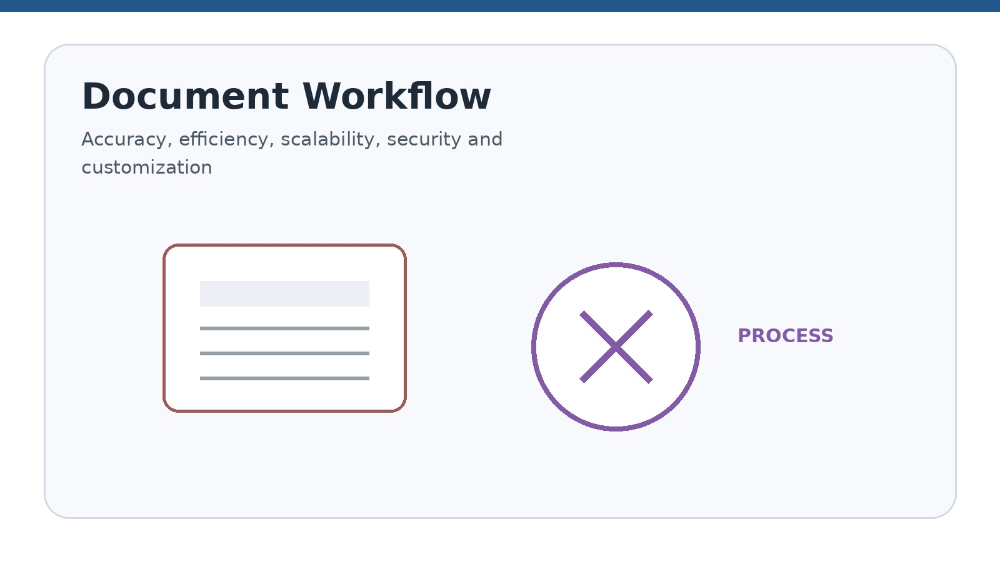 Document Workflow
Accuracy, efficiency, scalability, security and
customization
PROCESS